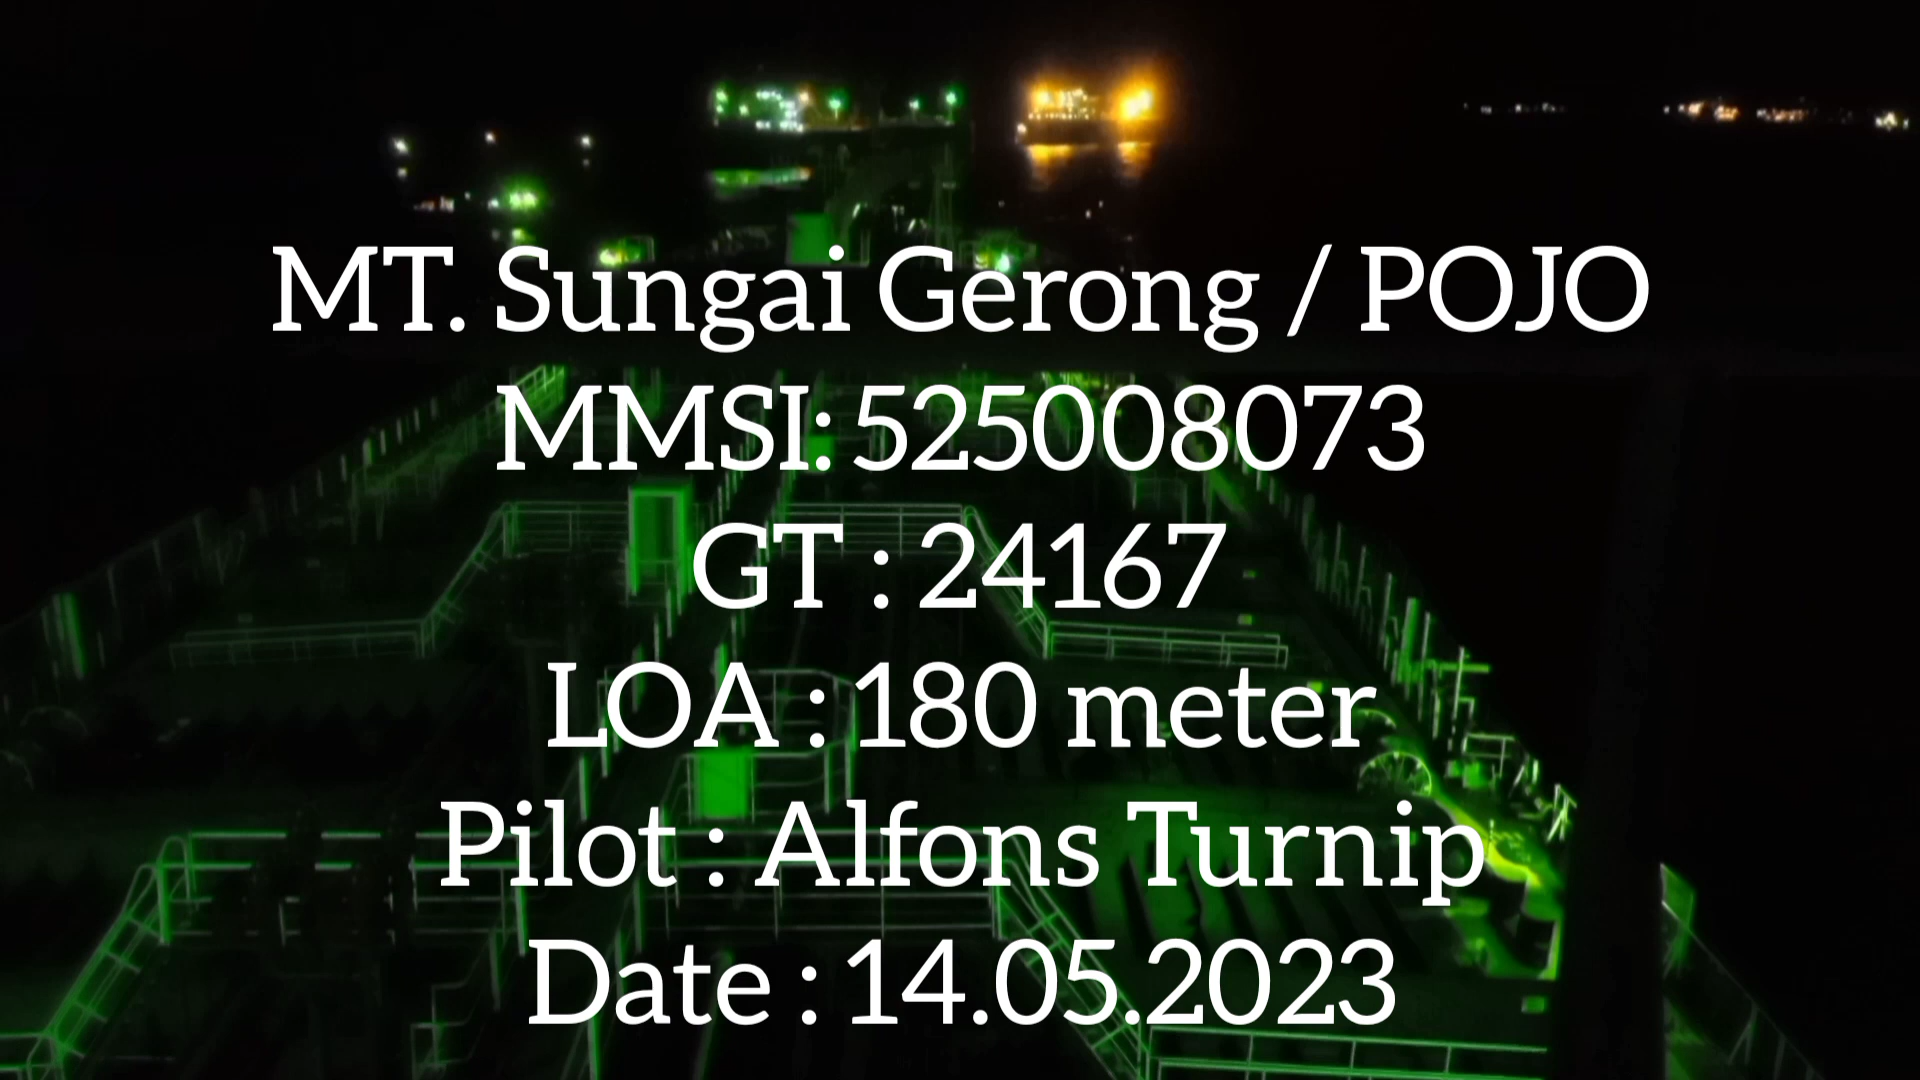 MT. Sungai Gerong / POJO
MMSI: 525008073
GT : 24167
LOA : 180 meter
Pilot : Alfons Turnip
Date : 14.05.2023